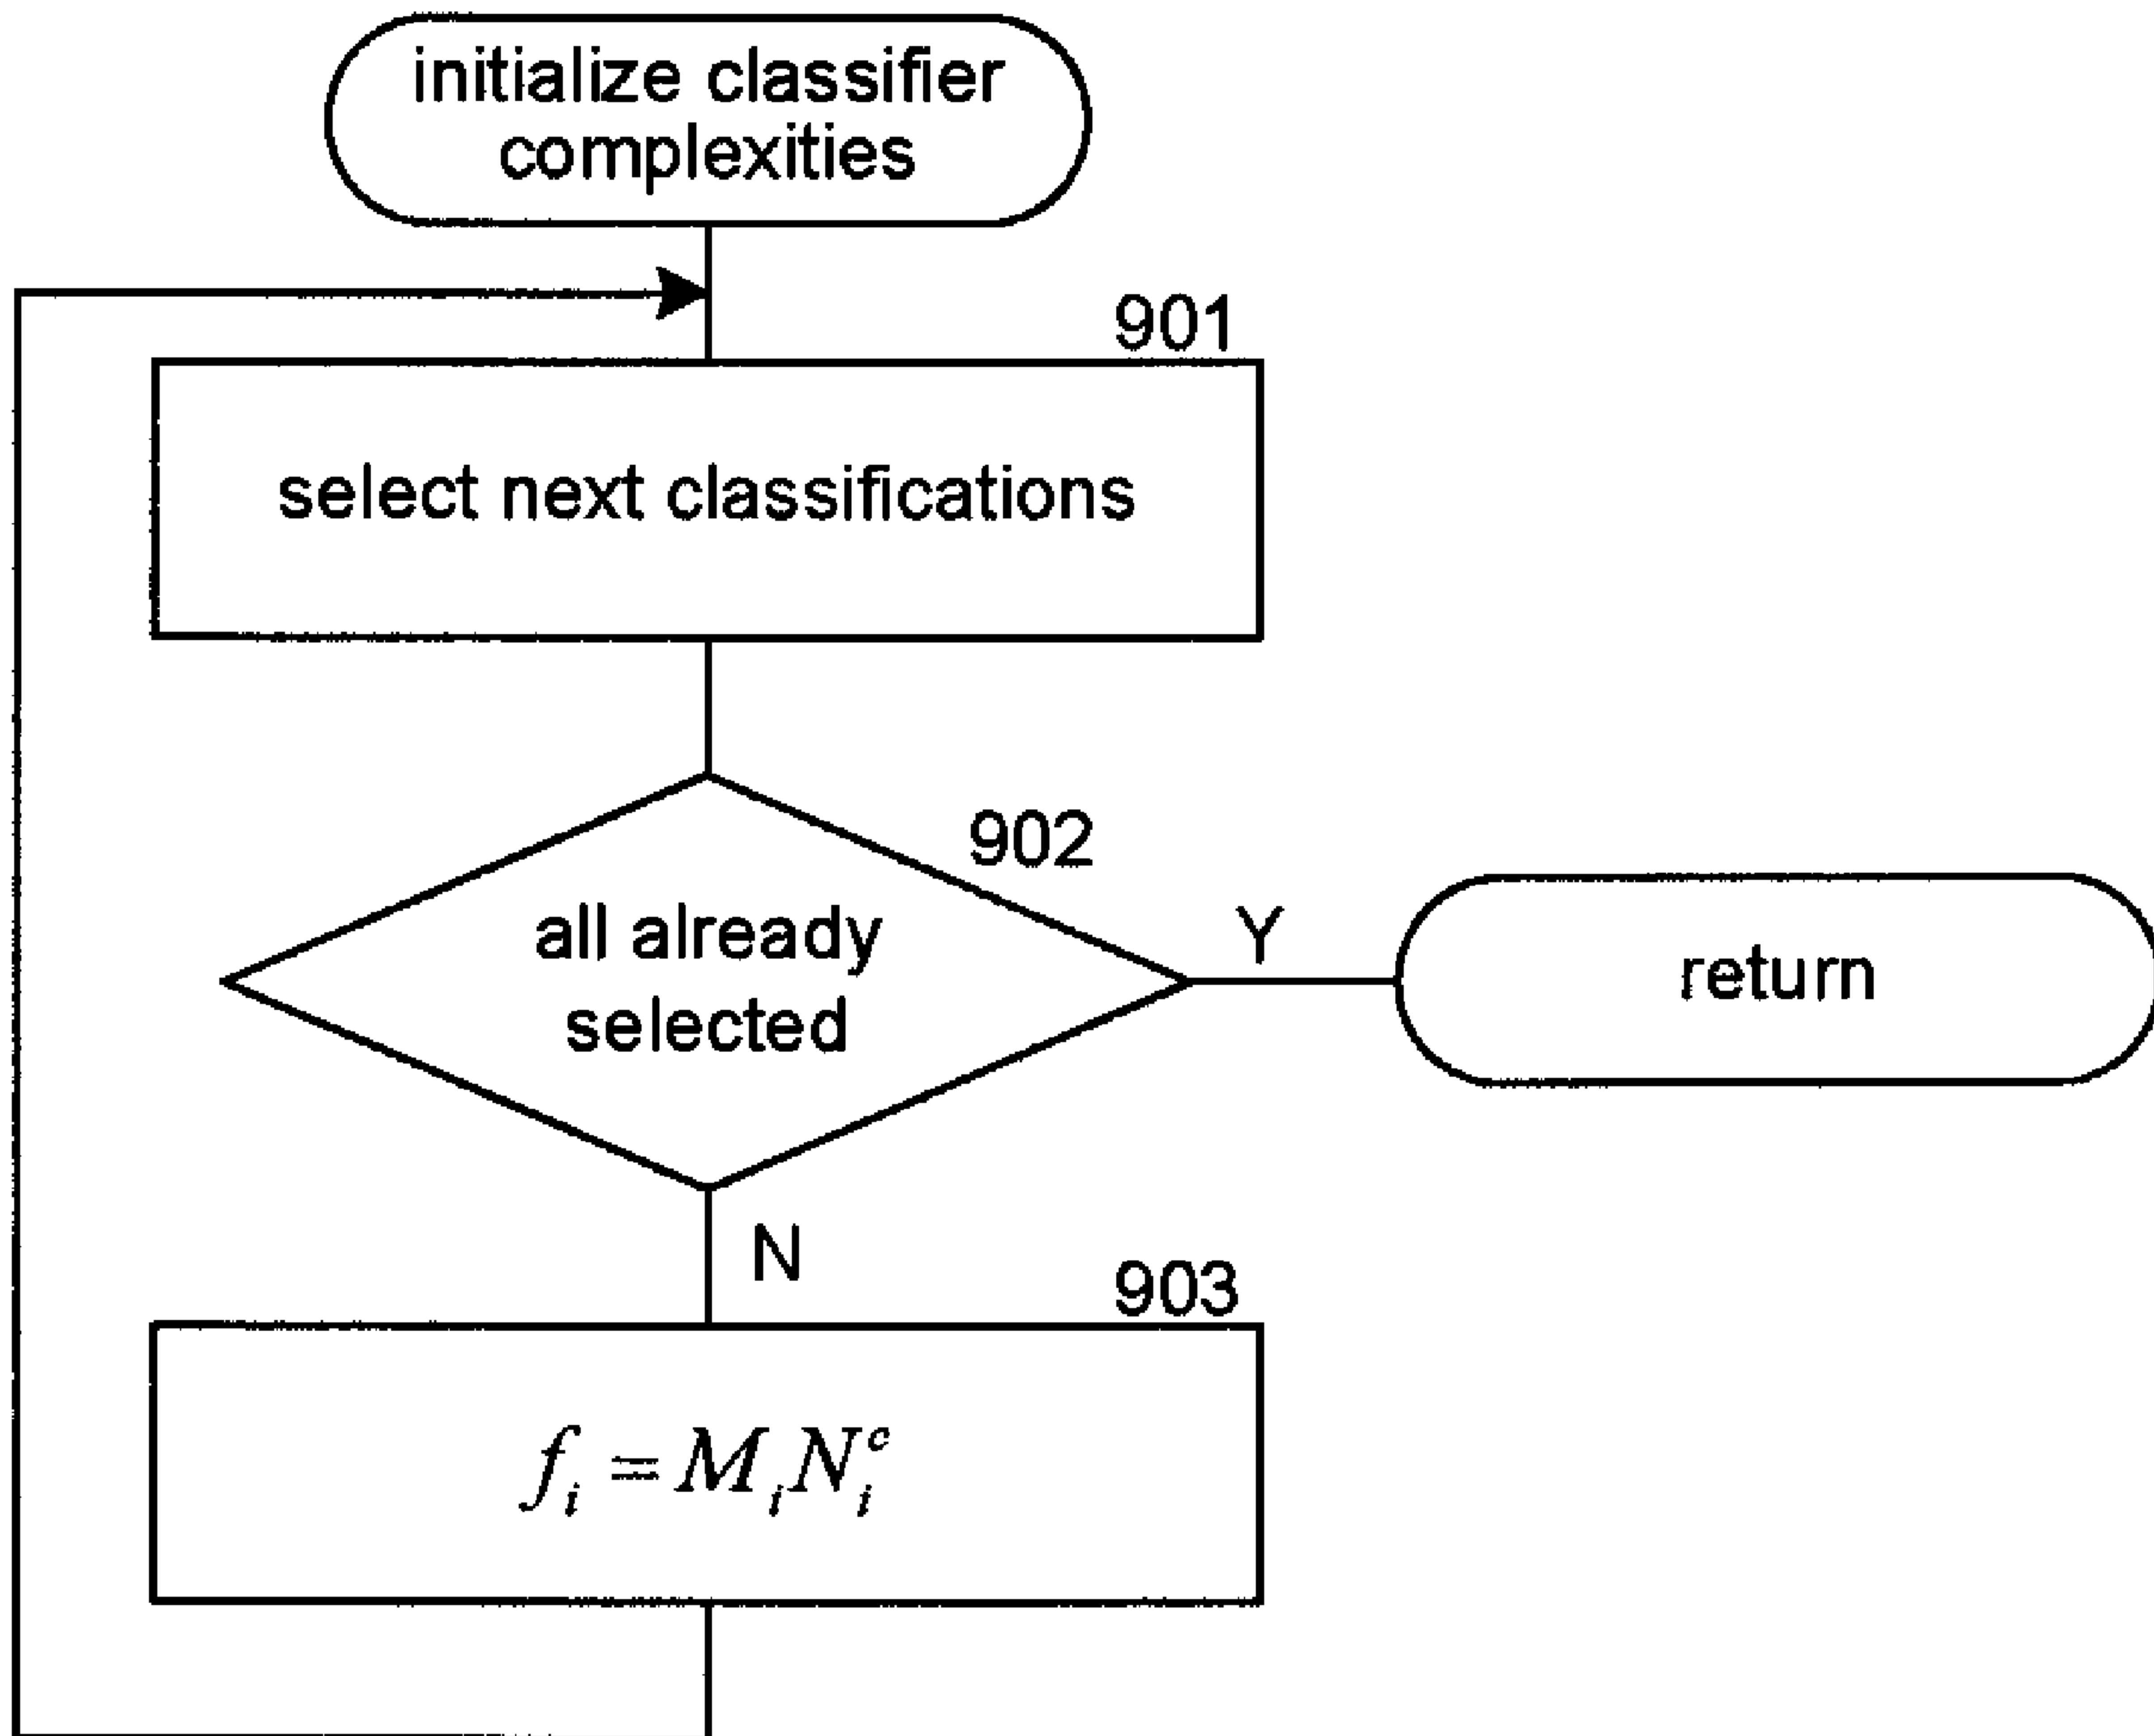 initialize classifier
complexities
901
select next classifications
902
all already
selected
Y
return
N
903
f_i = M_i N_i^c